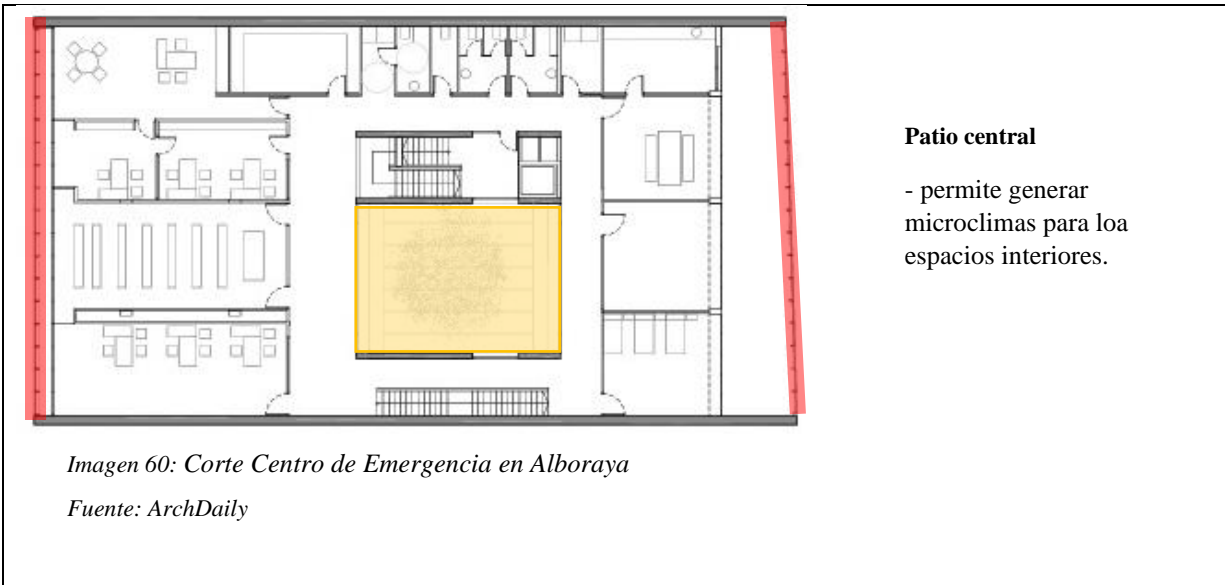 Patio central
- permite generar
microclimas para loa
espacios interiores.
Imagen 60: Corte Centro de Emergencia en Alboraya
Fuente: ArchDaily